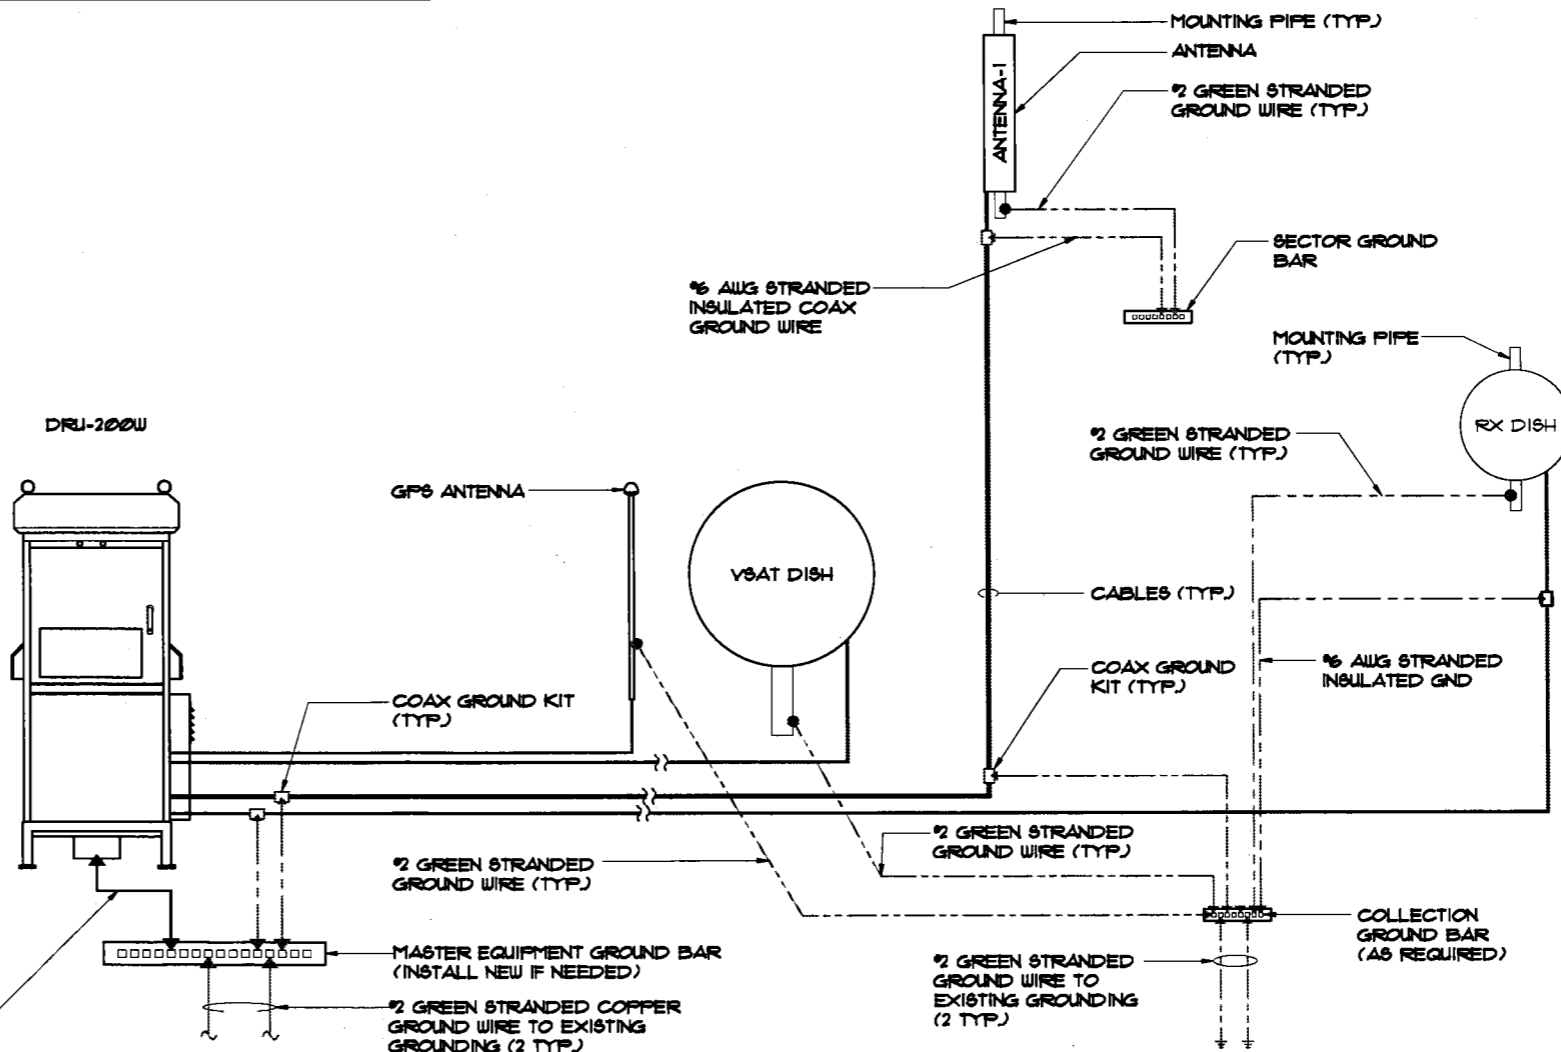 MOUNTING PIPE (TYP.)
ANTENNA
ANTENNA-1
#2 GREEN STRANDED
GROUND WIRE (TYP.)
SECTOR GROUND
BAR
#6 AWG STRANDED
INSULATED COAX
GROUND WIRE
MOUNTING PIPE
(TYP.)
RX DISH
DRU-200W
#2 GREEN STRANDED
GROUND WIRE (TYP.)
GPS ANTENNA
VSAT DISH
CABLES (TYP.)
COAX GROUND
KIT (TYP.)
#6 AWG STRANDED
INSULATED GND
COAX GROUND KIT
(TYP.)
#2 GREEN STRANDED
GROUND WIRE (TYP.)
#2 GREEN STRANDED
GROUND WIRE (TYP.)
COLLECTION
GROUND BAR
(AS REQUIRED)
MASTER EQUIPMENT GROUND BAR
(INSTALL NEW IF NEEDED)
#2 GREEN STRANDED
GROUND WIRE TO
EXISTING GROUNDING
(2 TYP.)
#2 GREEN STRANDED COPPER
GROUND WIRE TO EXISTING
GROUNDING (2 TYP.)